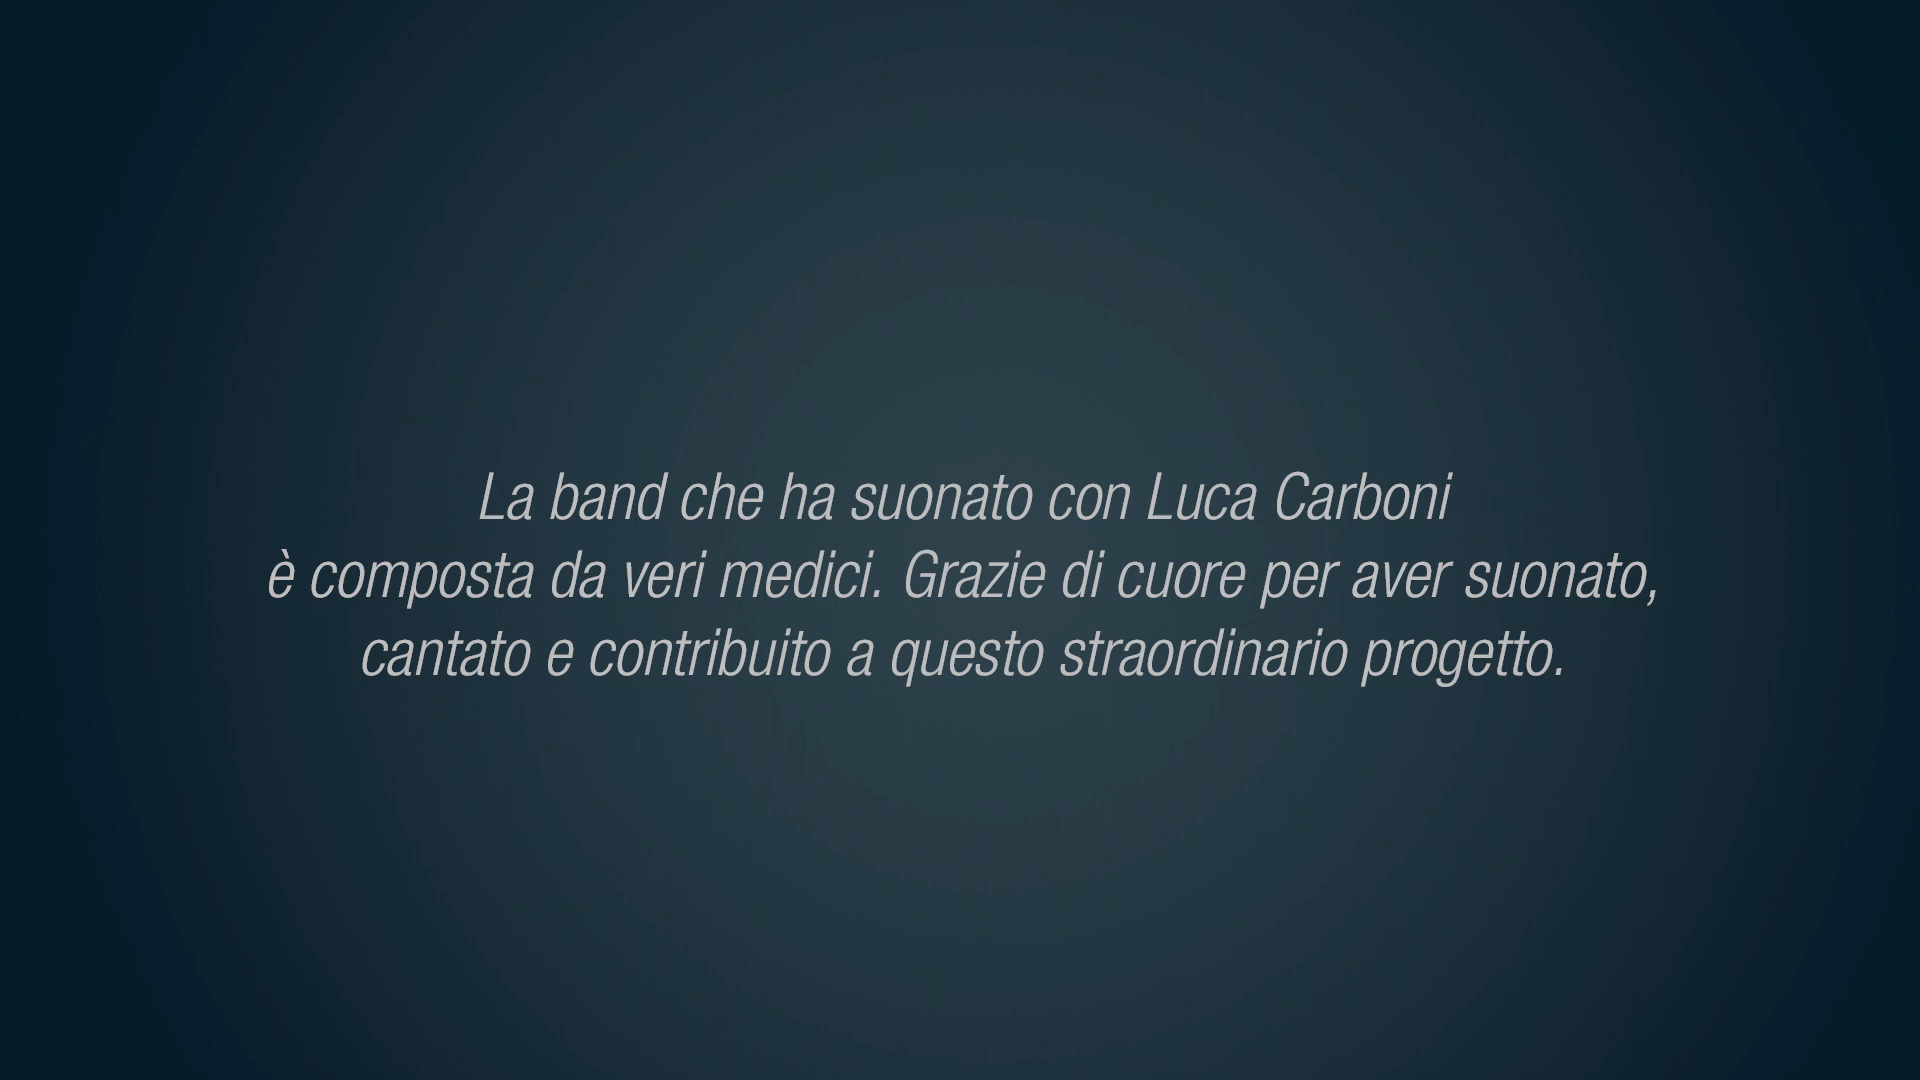 La band che ha suonato con Luca Carboni
è composta da veri medici. Grazie di cuore per aver suonato,
cantato e contribuito a questo straordinario progetto.